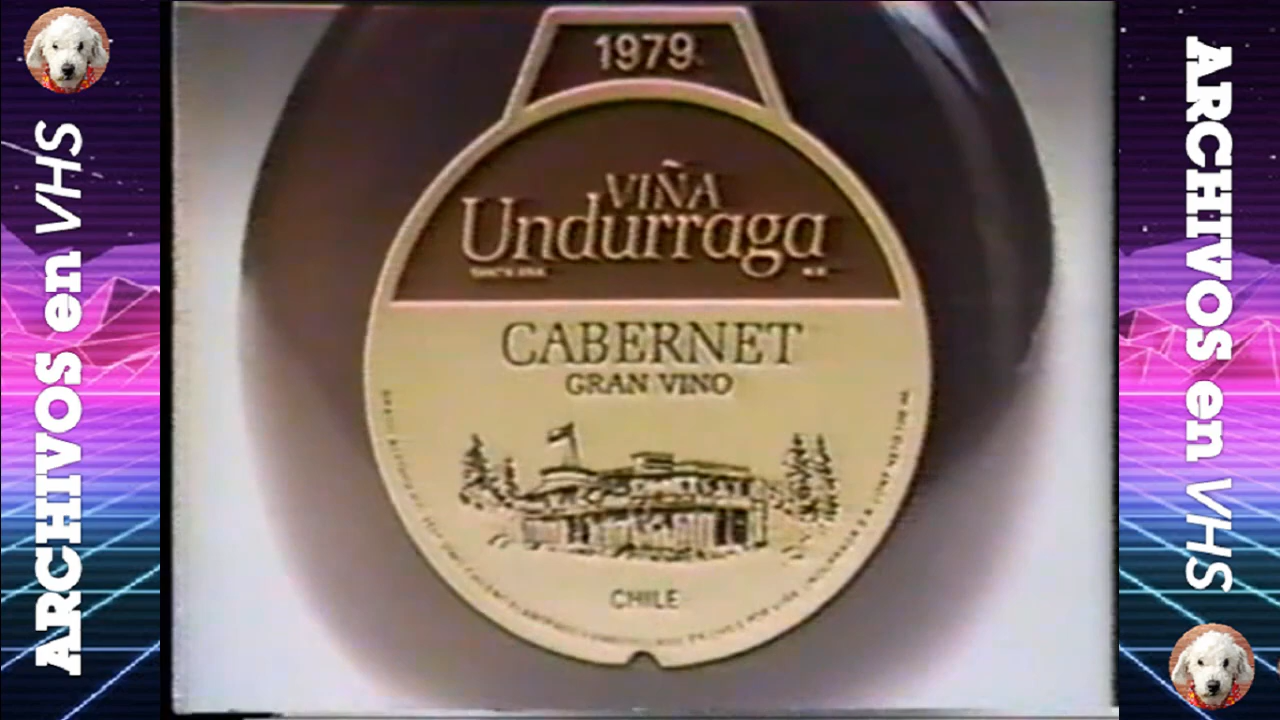 ARCHIVOS en VHS
1979
VIÑA
Undurraga
CABERNET
GRAN VINO
CHILE
ARCHIVOS en VHS